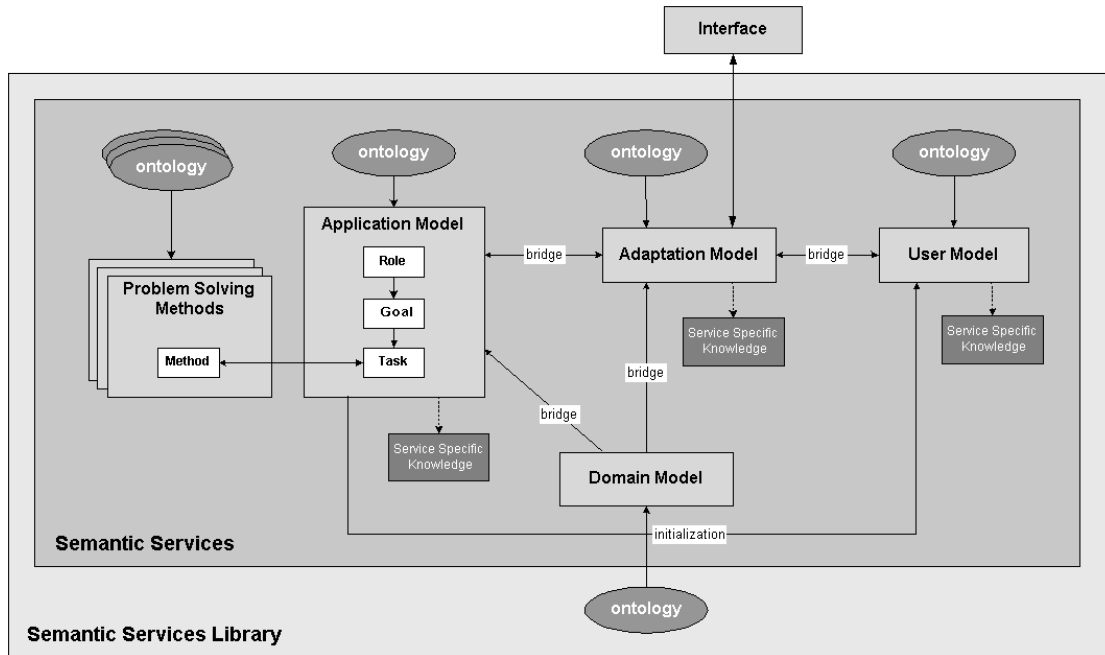 Interface
ontology
ontology
ontology
ontology
Application Model
Role
Goal
Task
bridge
Adaptation Model
bridge
User Model
Problem Solving
Methods
Method
Service Specific
Knowledge
Service Specific
Knowledge
bridge
bridge
Service Specific
Knowledge
Domain Model
initialization
Semantic Services
ontology
Semantic Services Library